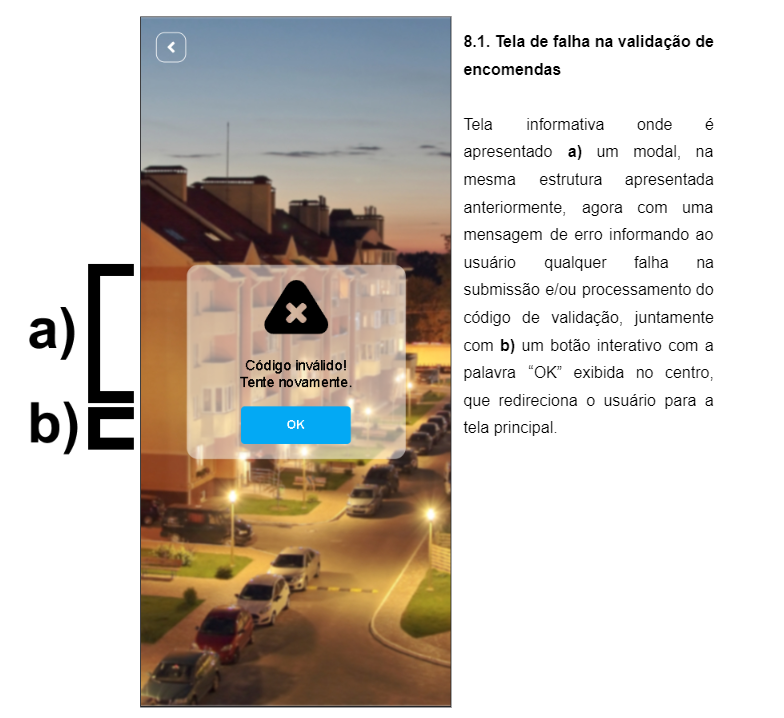 8.1. Tela de falha na validação de
encomendas
Tela informativa onde é
apresentado a) um modal, na
mesma estrutura apresentada
anteriormente, agora com uma
mensagem de erro informando ao
usuário qualquer falha na
submissão e/ou processamento do
código de validação, juntamente
com b) um botão interativo com a
palavra “OK” exibida no centro,
que redireciona o usuário para a
tela principal.
a)
b)
Código inválido!
Tente novamente.
OK